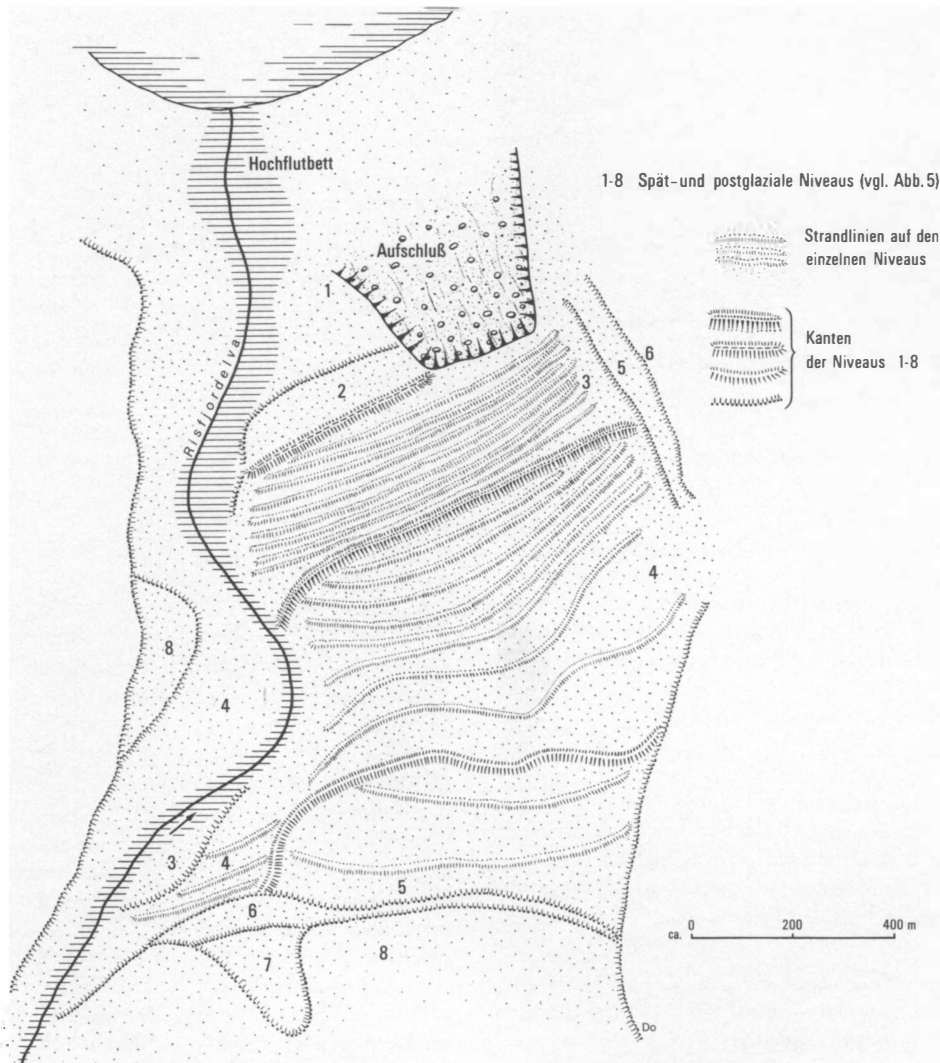 Hochflutbett
1-8 Spät- und postglaziale Niveaus (vgl. Abb. 5)
Strandlinien auf den
einzelnen Niveaus
Aufschluß
1
Kanten
der Niveaus 1-8
2
3
5
6
Risfjordelva
4
8
4
3
4
5
6
7
8
ca. 0 200 400 m
Do